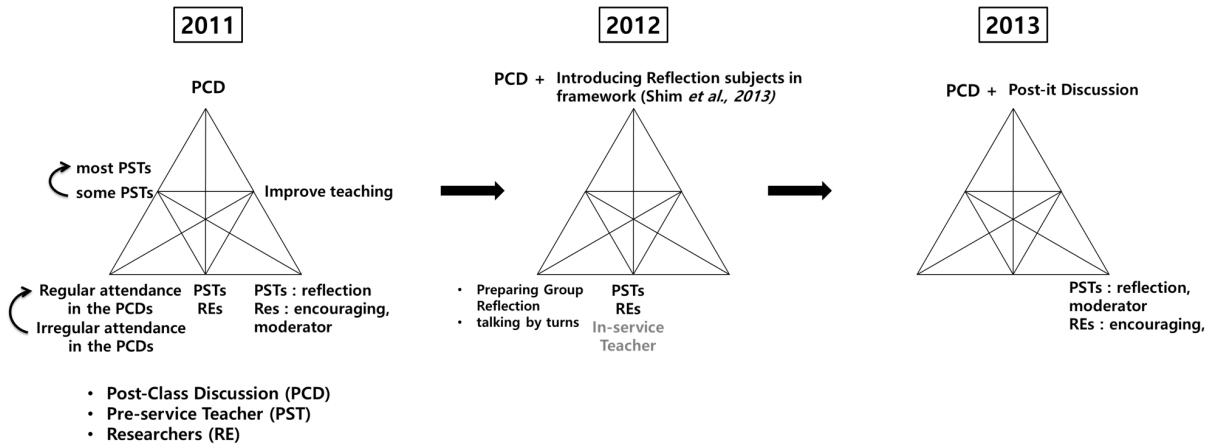 2011
PCD
most PSTs
some PSTs
Improve teaching
Regular attendance
in the PCDs
Irregular attendance
in the PCDs
PSTs
REs
PSTs : reflection
Res : encouraging,
moderator
2012
PCD + Introducing Reflection subjects in
framework (Shim et al., 2013)
• Preparing Group
Reflection
• talking by turns
PSTs
REs
In-service
Teacher
2013
PCD + Post-it Discussion
PSTs : reflection,
moderator
REs : encouraging,
• Post-Class Discussion (PCD)
• Pre-service Teacher (PST)
• Researchers (RE)